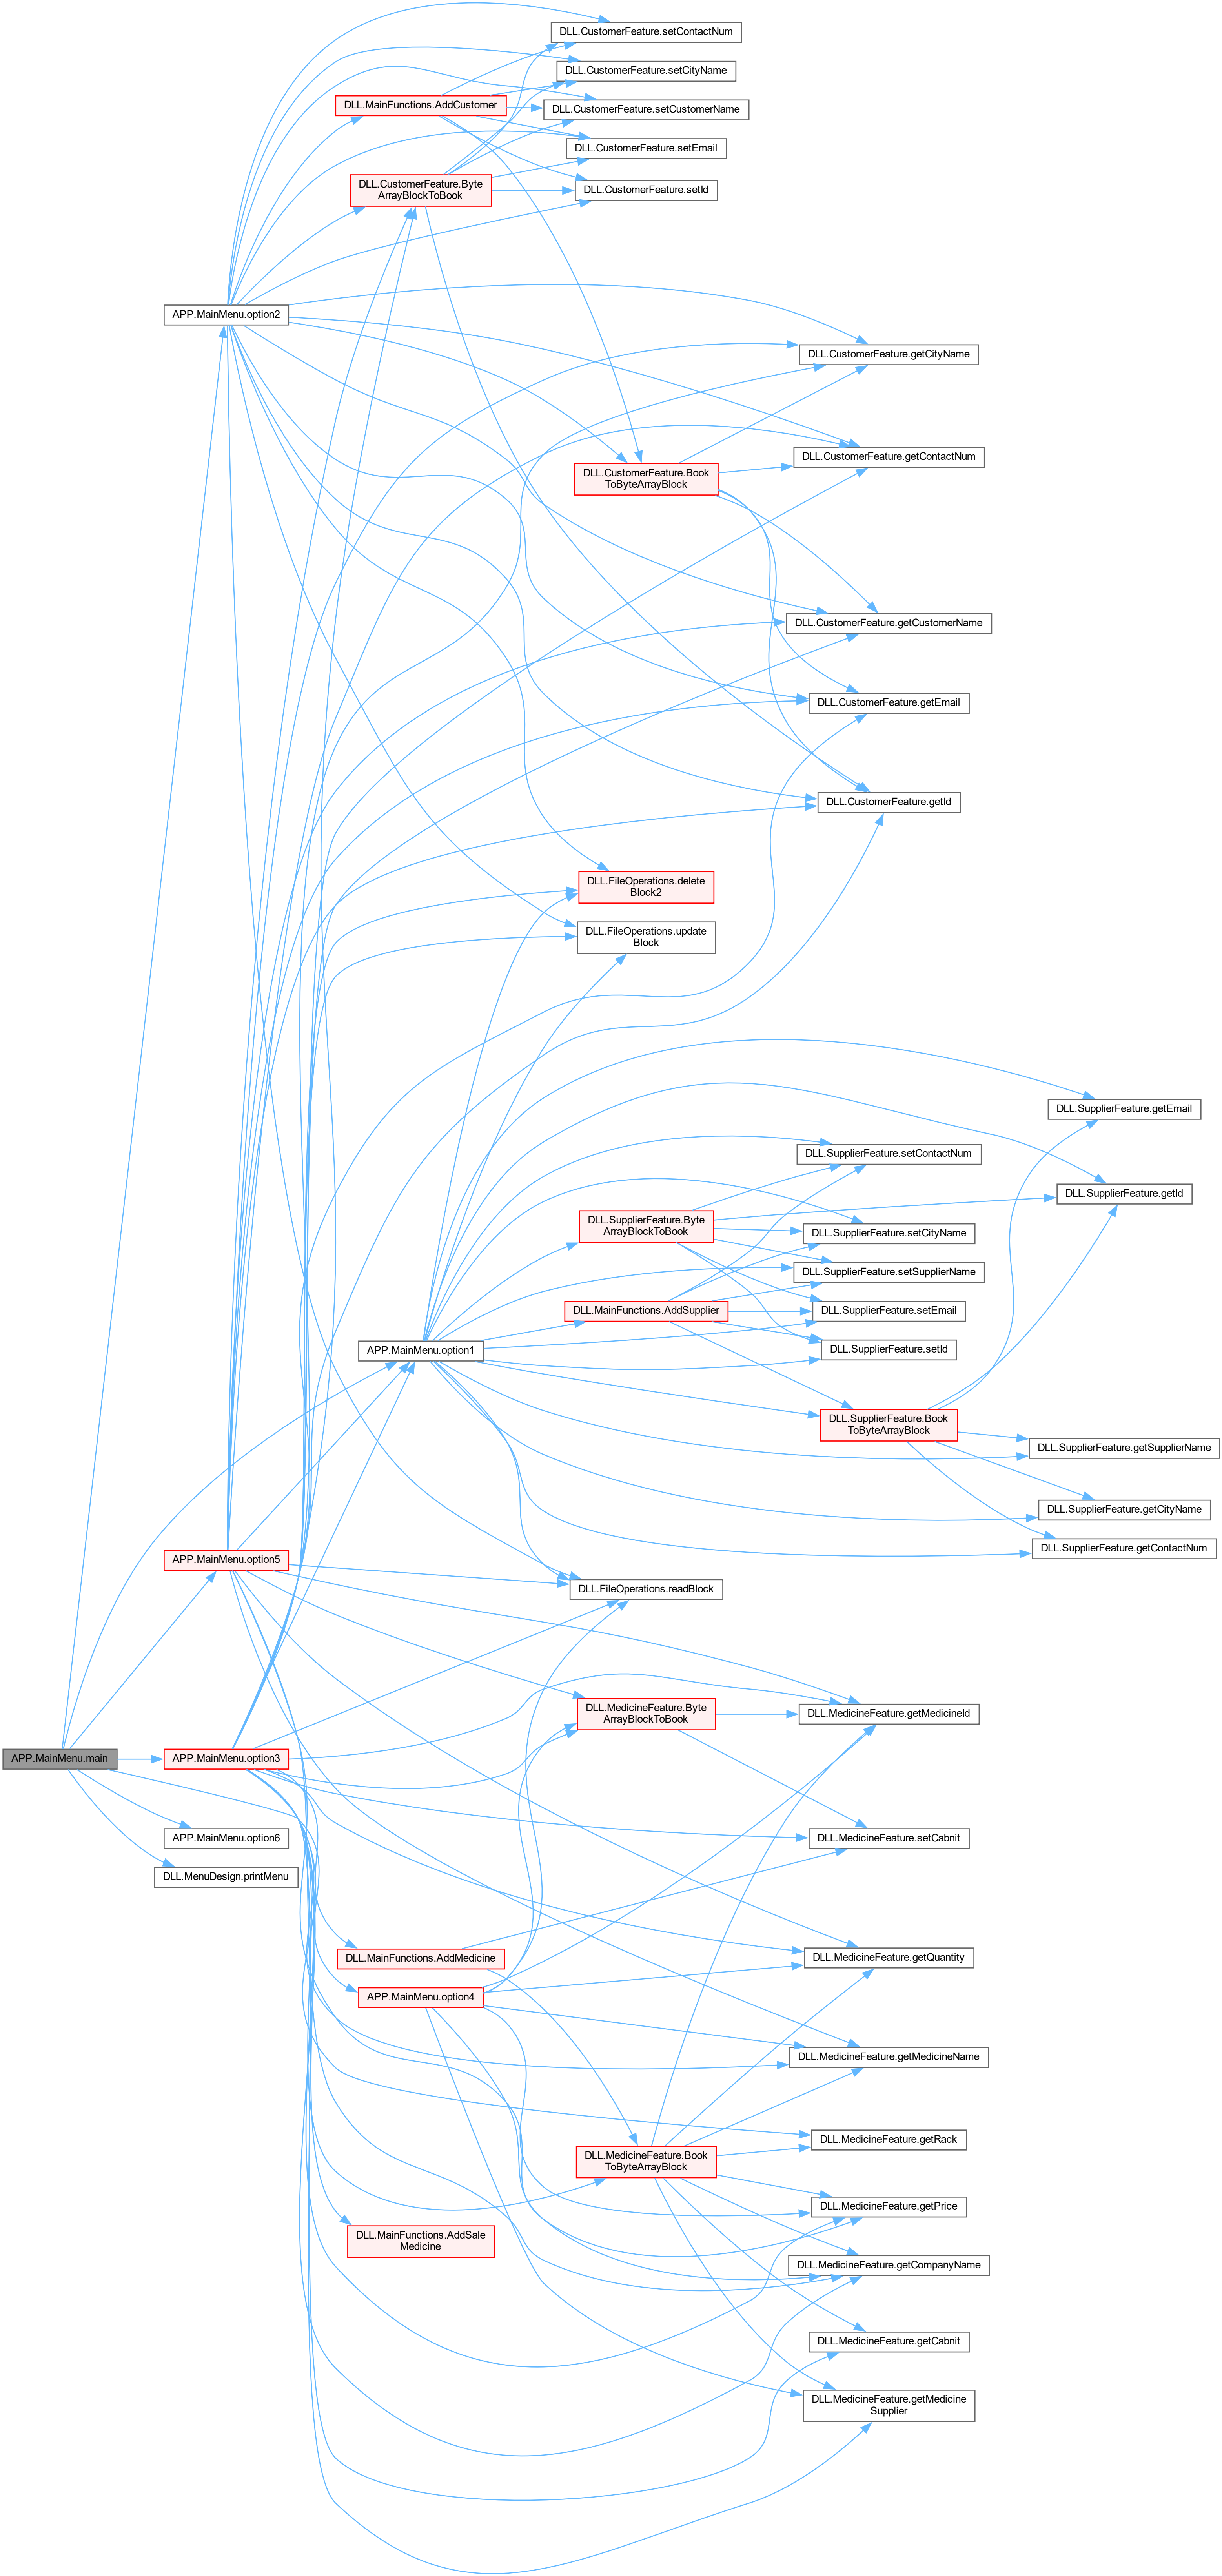 DLL.CustomerFeature.setContactNum
DLL.CustomerFeature.setCityName
DLL.MainFunctions.AddCustomer
DLL.CustomerFeature.setCustomerName
DLL.CustomerFeature.setEmail
DLL.CustomerFeature.Byte
ArrayBlockToBook
DLL.CustomerFeature.setId
APP.MainMenu.option2
DLL.CustomerFeature.getCityName
DLL.CustomerFeature.getContactNum
DLL.CustomerFeature.Book
ToByteArrayBlock
DLL.CustomerFeature.getCustomerName
DLL.CustomerFeature.getEmail
DLL.CustomerFeature.getId
DLL.FileOperations.delete
Block2
DLL.FileOperations.update
Block
DLL.SupplierFeature.getEmail
DLL.SupplierFeature.setContactNum
DLL.SupplierFeature.getId
DLL.SupplierFeature.Byte
ArrayBlockToBook
DLL.SupplierFeature.setCityName
DLL.SupplierFeature.setSupplierName
DLL.MainFunctions.AddSupplier
DLL.SupplierFeature.setEmail
APP.MainMenu.option1
DLL.SupplierFeature.setId
DLL.SupplierFeature.Book
ToByteArrayBlock
DLL.SupplierFeature.getSupplierName
DLL.SupplierFeature.getCityName
DLL.SupplierFeature.getContactNum
APP.MainMenu.option5
DLL.FileOperations.readBlock
DLL.MedicineFeature.Byte
ArrayBlockToBook
DLL.MedicineFeature.getMedicineId
APP.MainMenu.main
APP.MainMenu.option3
APP.MainMenu.option6
DLL.MedicineFeature.setCabnit
DLL.MenuDesign.printMenu
DLL.MainFunctions.AddMedicine
DLL.MedicineFeature.getQuantity
APP.MainMenu.option4
DLL.MedicineFeature.getMedicineName
DLL.MedicineFeature.getRack
DLL.MedicineFeature.Book
ToByteArrayBlock
DLL.MedicineFeature.getPrice
DLL.MainFunctions.AddSale
Medicine
DLL.MedicineFeature.getCompanyName
DLL.MedicineFeature.getCabnit
DLL.MedicineFeature.getMedicine
Supplier